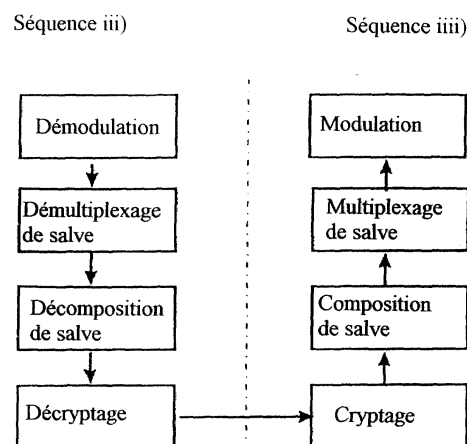 Séquence iii)
Séquence iiii)
Démodulation
Modulation
Démultiplexage
de salve
Multiplexage
de salve
Décomposition
de salve
Composition
de salve
Décryptage
Cryptage